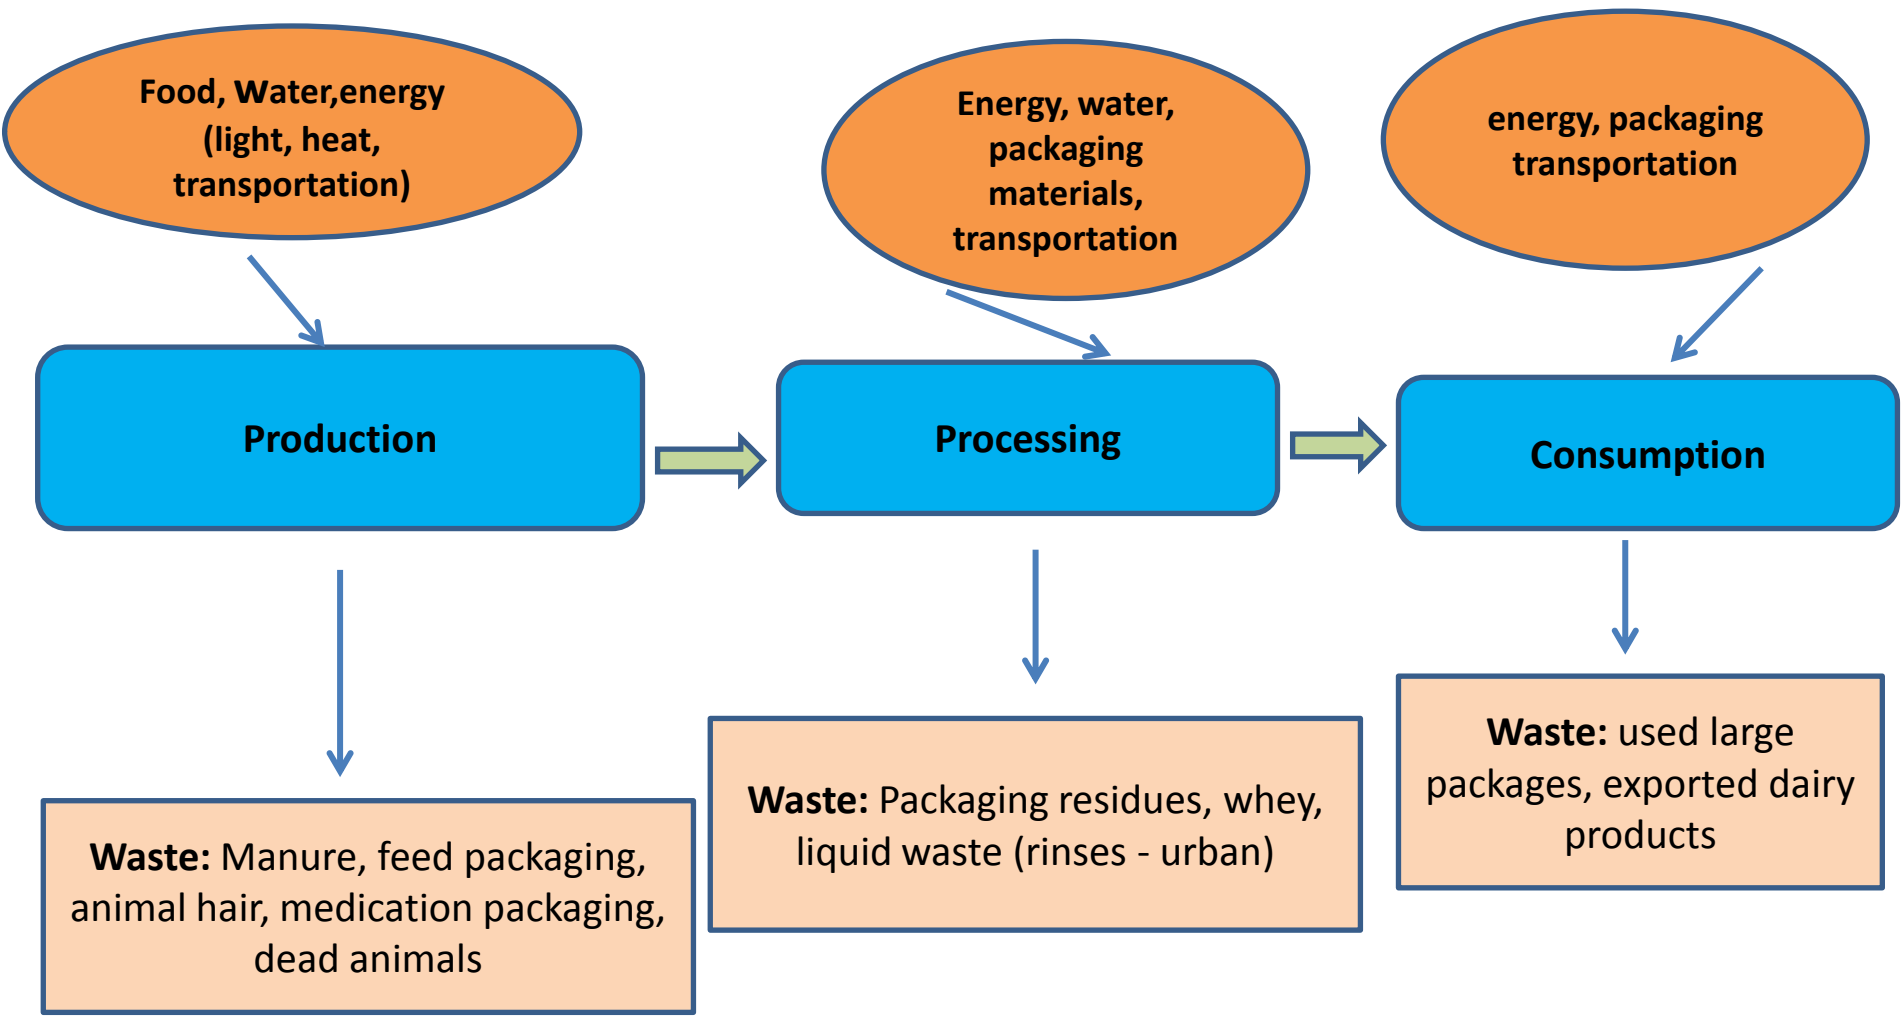 Food, Water,energy
(light, heat,
transportation)
Energy, water,
packaging
materials,
transportation
energy, packaging
transportation
Production
Processing
Consumption
Waste: Manure, feed packaging,
animal hair, medication packaging,
dead animals
Waste: Packaging residues, whey,
liquid waste (rinses - urban)
Waste: used large
packages, exported dairy
products